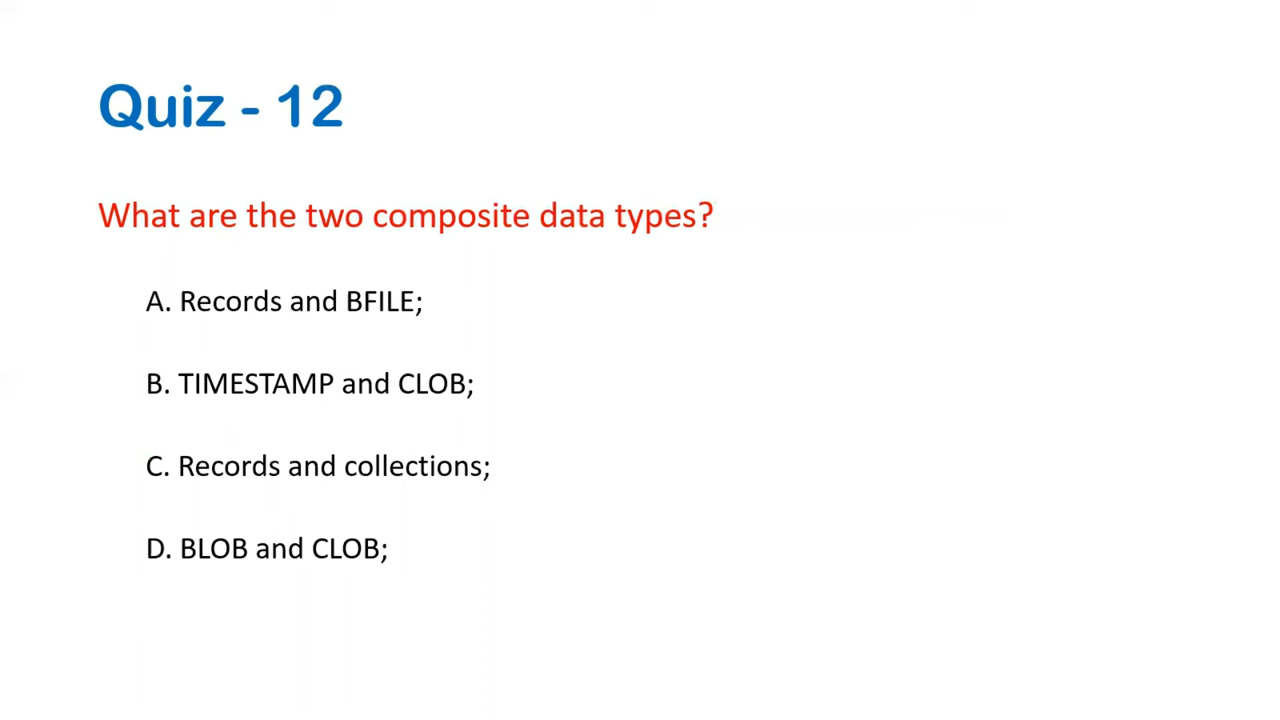 Quiz - 12
What are the two composite data types?
A. Records and BFILE;
B. TIMESTAMP and CLOB;
C. Records and collections;
D. BLOB and CLOB;